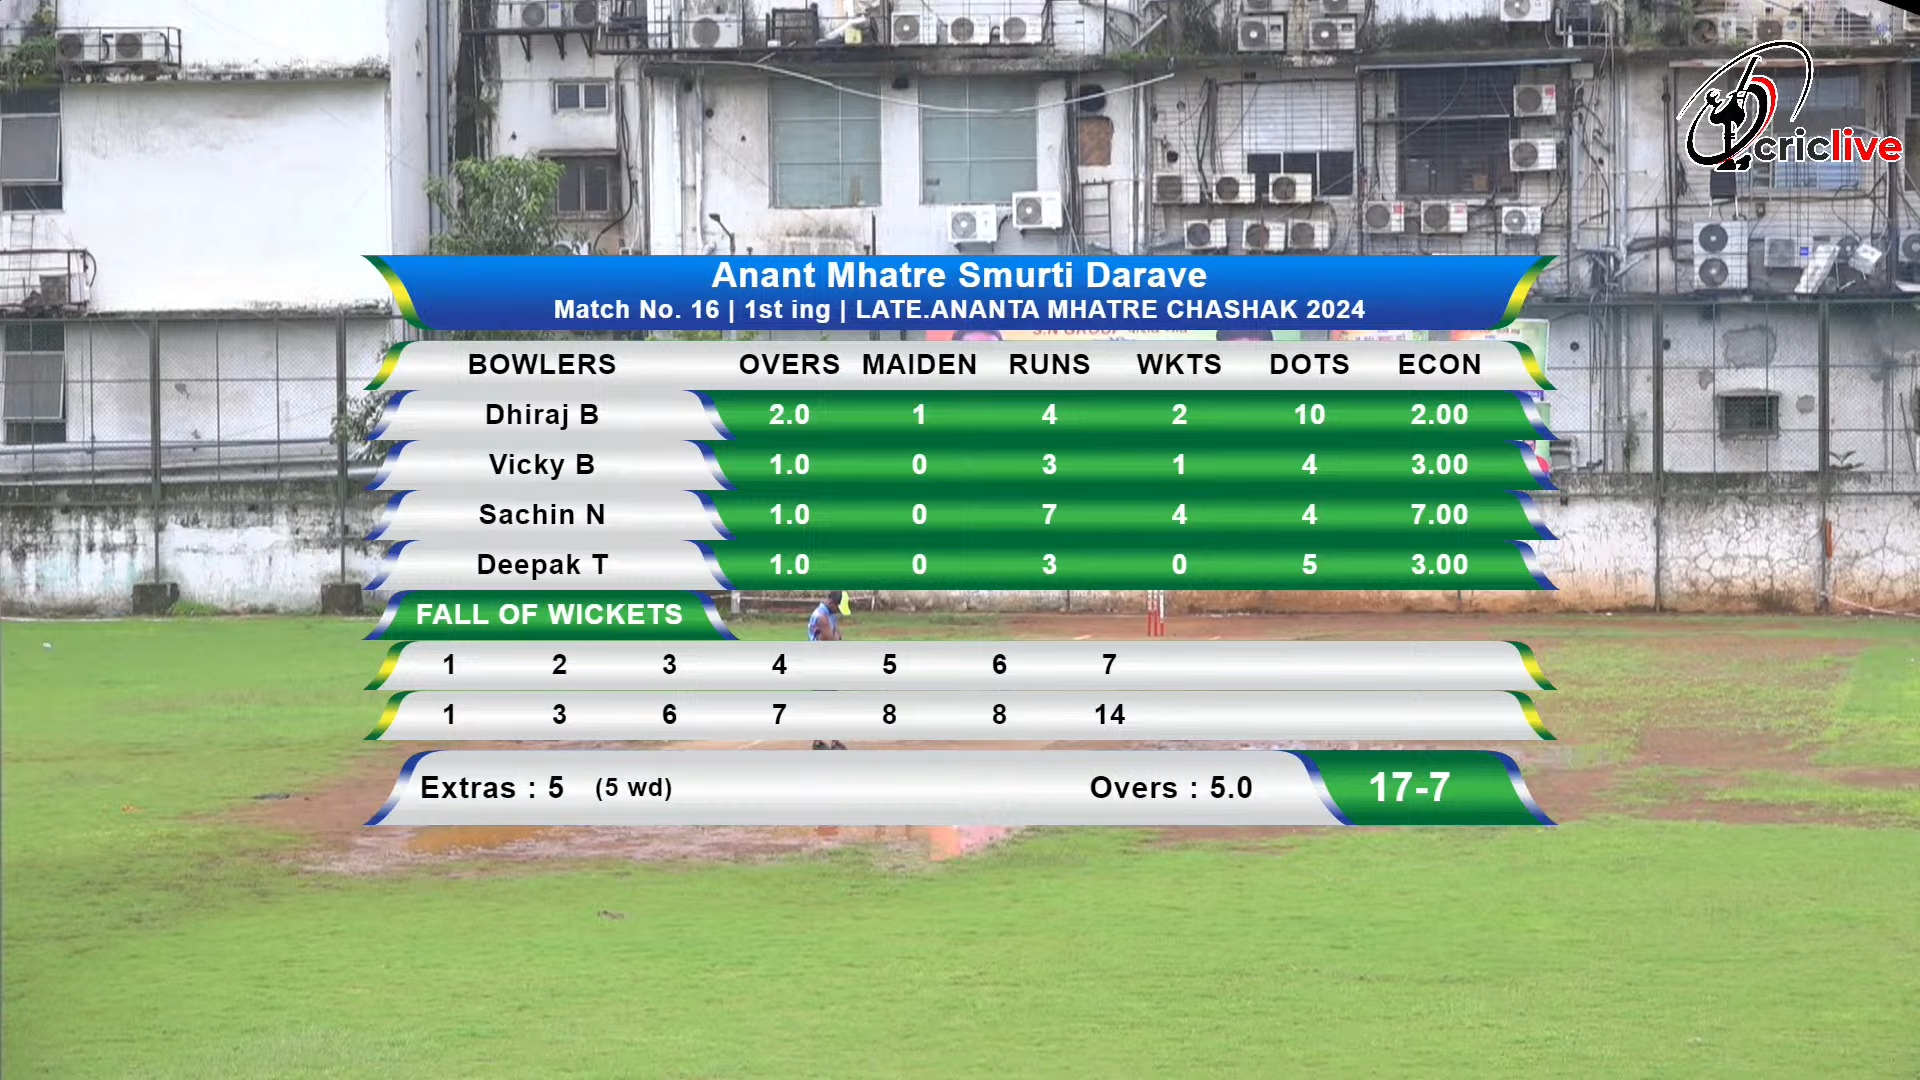 criclive
Anant Mhatre Smurti Darave
Match No. 16 | 1st ing | LATE.ANANTA MHATRE CHASHAK 2024
BOWLERS OVERS MAIDEN RUNS WKTS DOTS ECON
Dhiraj B 2.0 1 4 2 10 2.00
Vicky B 1.0 0 3 1 4 3.00
Sachin N 1.0 0 7 4 4 7.00
Deepak T 1.0 0 3 0 5 3.00
FALL OF WICKETS
1 2 3 4 5 6 7
1 3 6 7 8 8 14
Extras : 5 (5 wd) Overs : 5.0 17-7